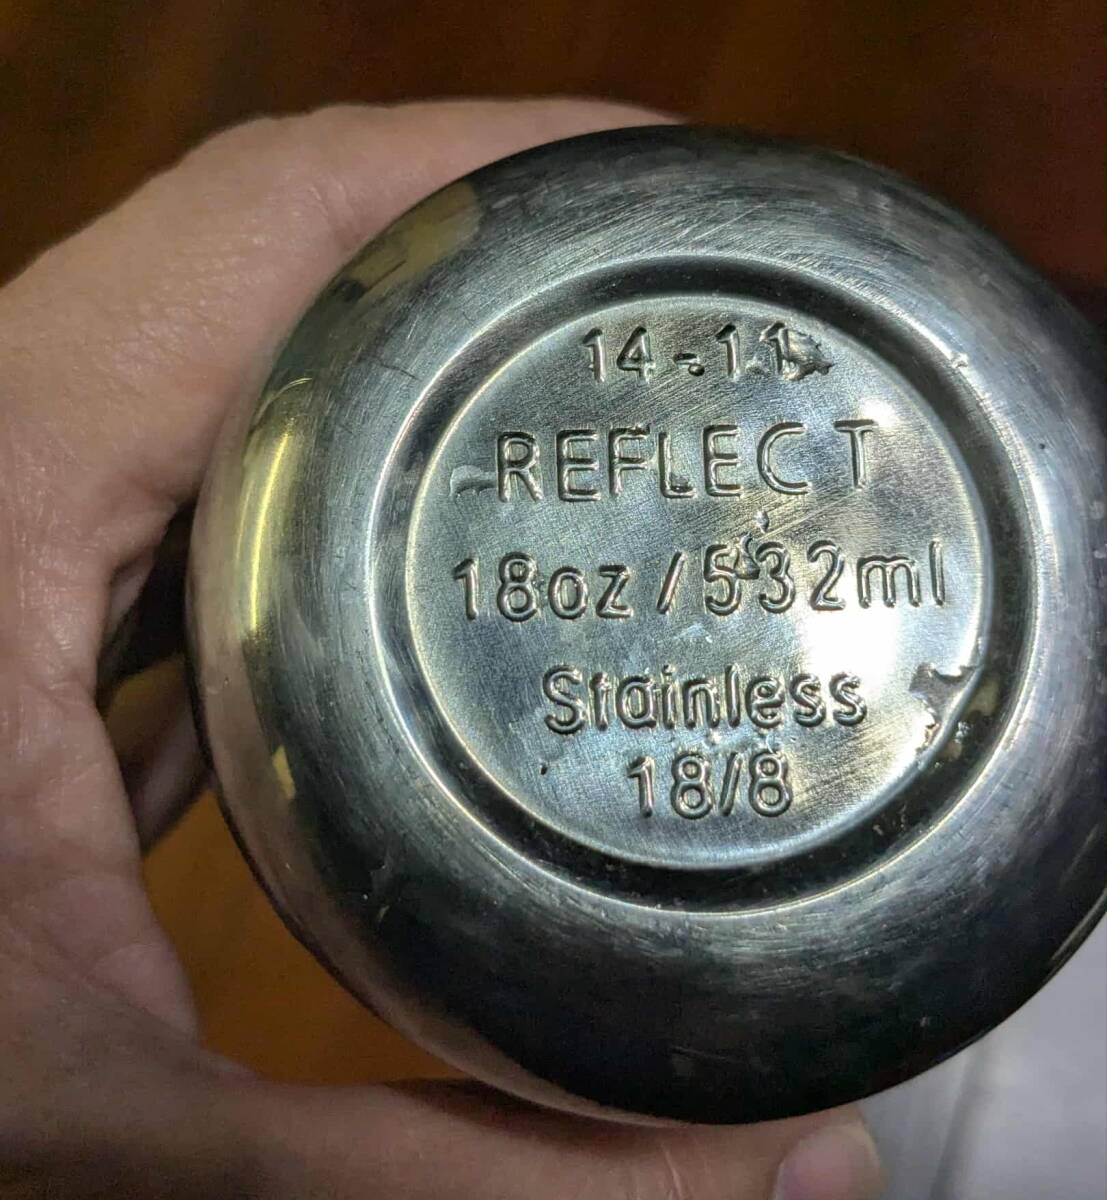 14-11
REFLECT
18oz / 532ml
Stainless
18/8